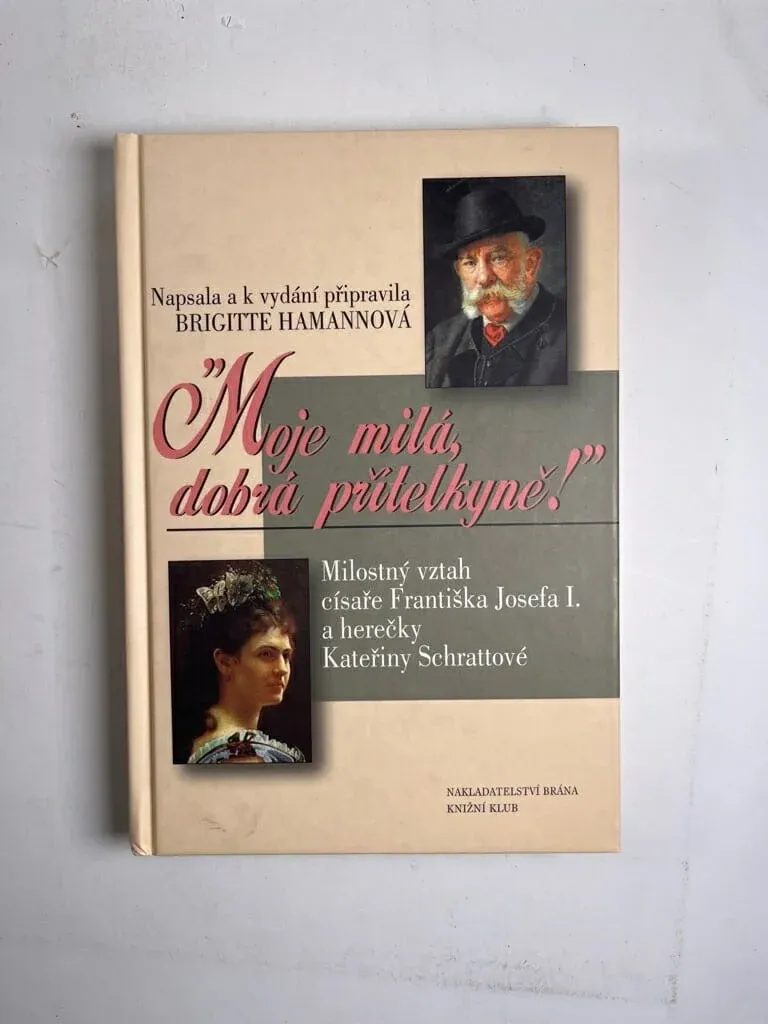 Napsala a k vydání připravila
BRIGITTE HAMANNOVÁ
"Moje milá,
dobrá přítelkyně!"
Milostný vztah
císaře Františka Josefa I.
a herečky
Kateřiny Schrattové
NAKLADATELSTVÍ BRÁNA
KNIŽNÍ KLUB